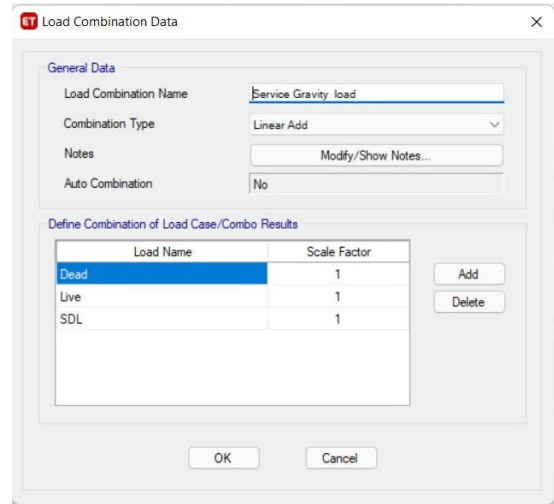 ET Load Combination Data
General Data
Load Combination Name Service Gravity load
Combination Type Linear Add
Notes Modify/Show Notes...
Auto Combination No
Define Combination of Load Case/Combo Results
Load Name Scale Factor
Dead 1 Add
Live 1 Delete
SDL 1
OK Cancel